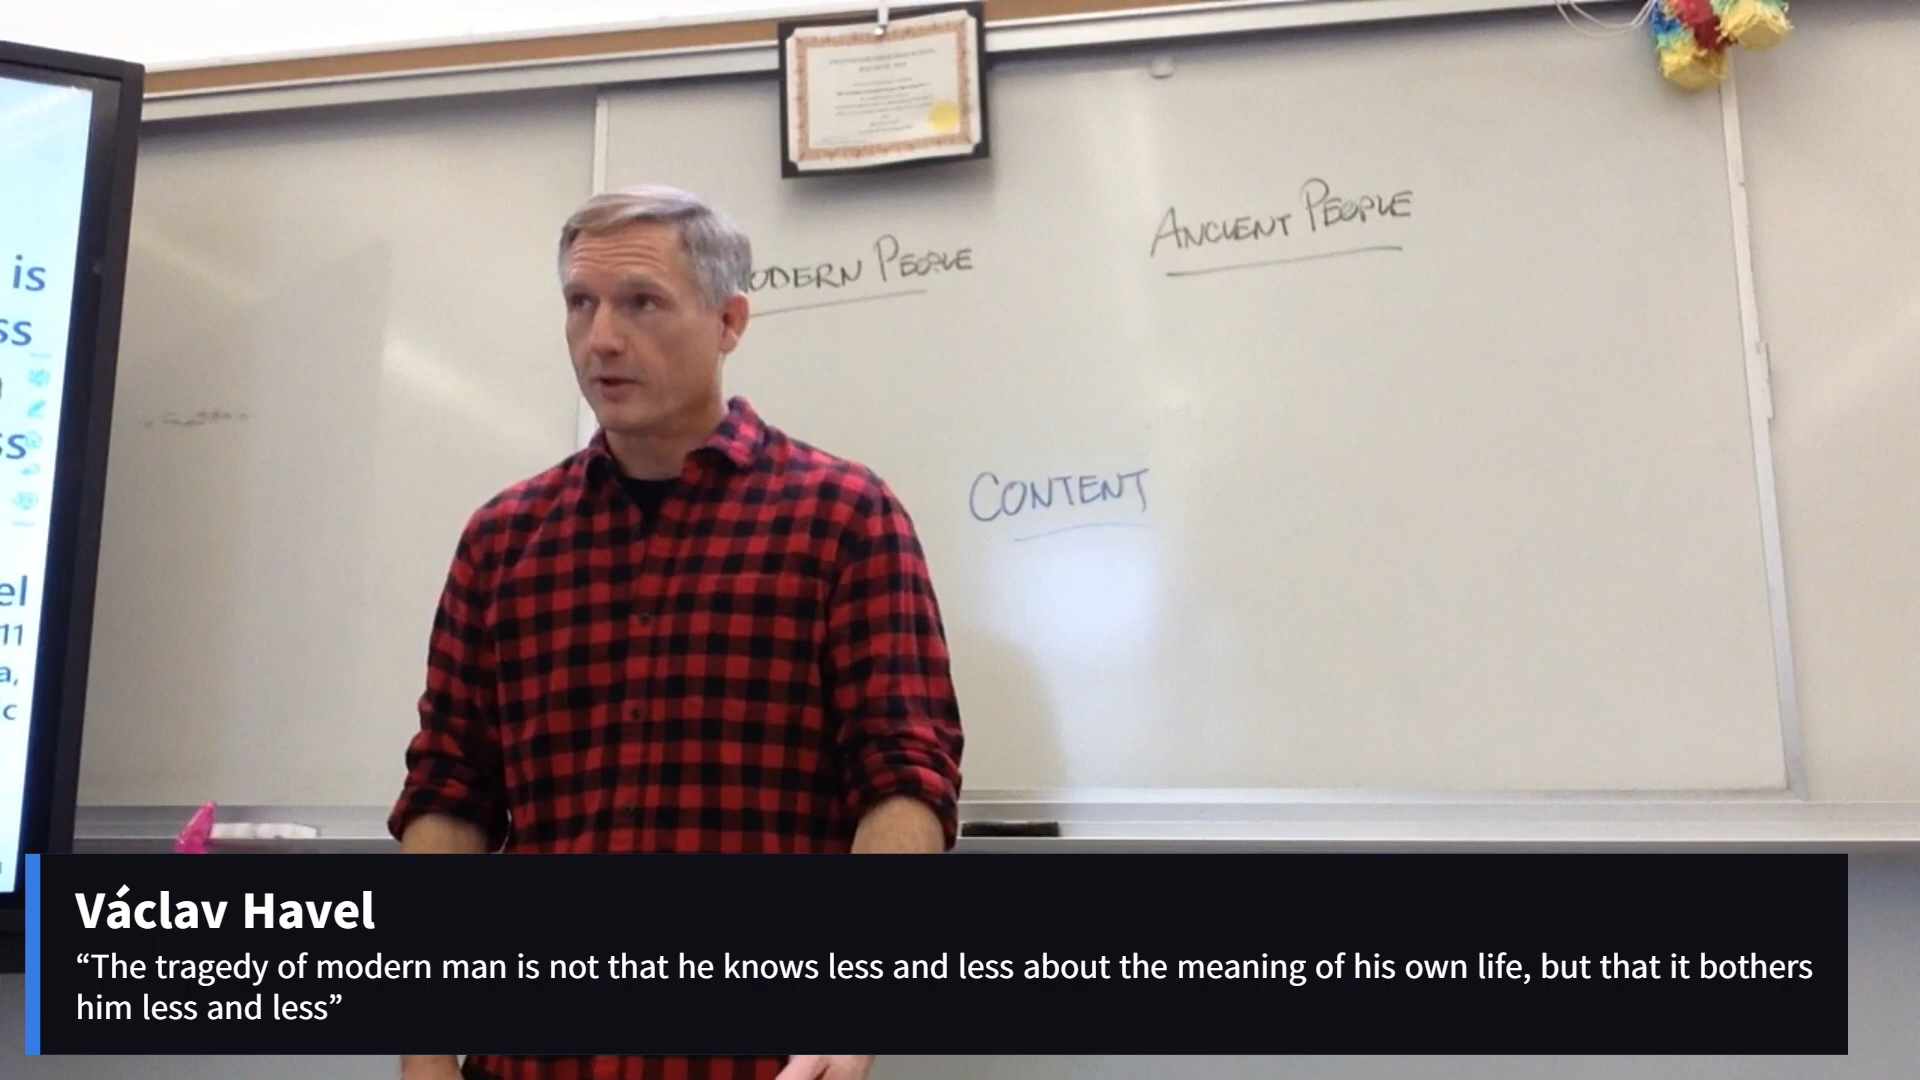 is
ss
ss
el
11
a,
c
MODERN PEOPLE
ANCIENT PEOPLE
CONTENT
Václav Havel
“The tragedy of modern man is not that he knows less and less about the meaning of his own life, but that it bothers
him less and less”